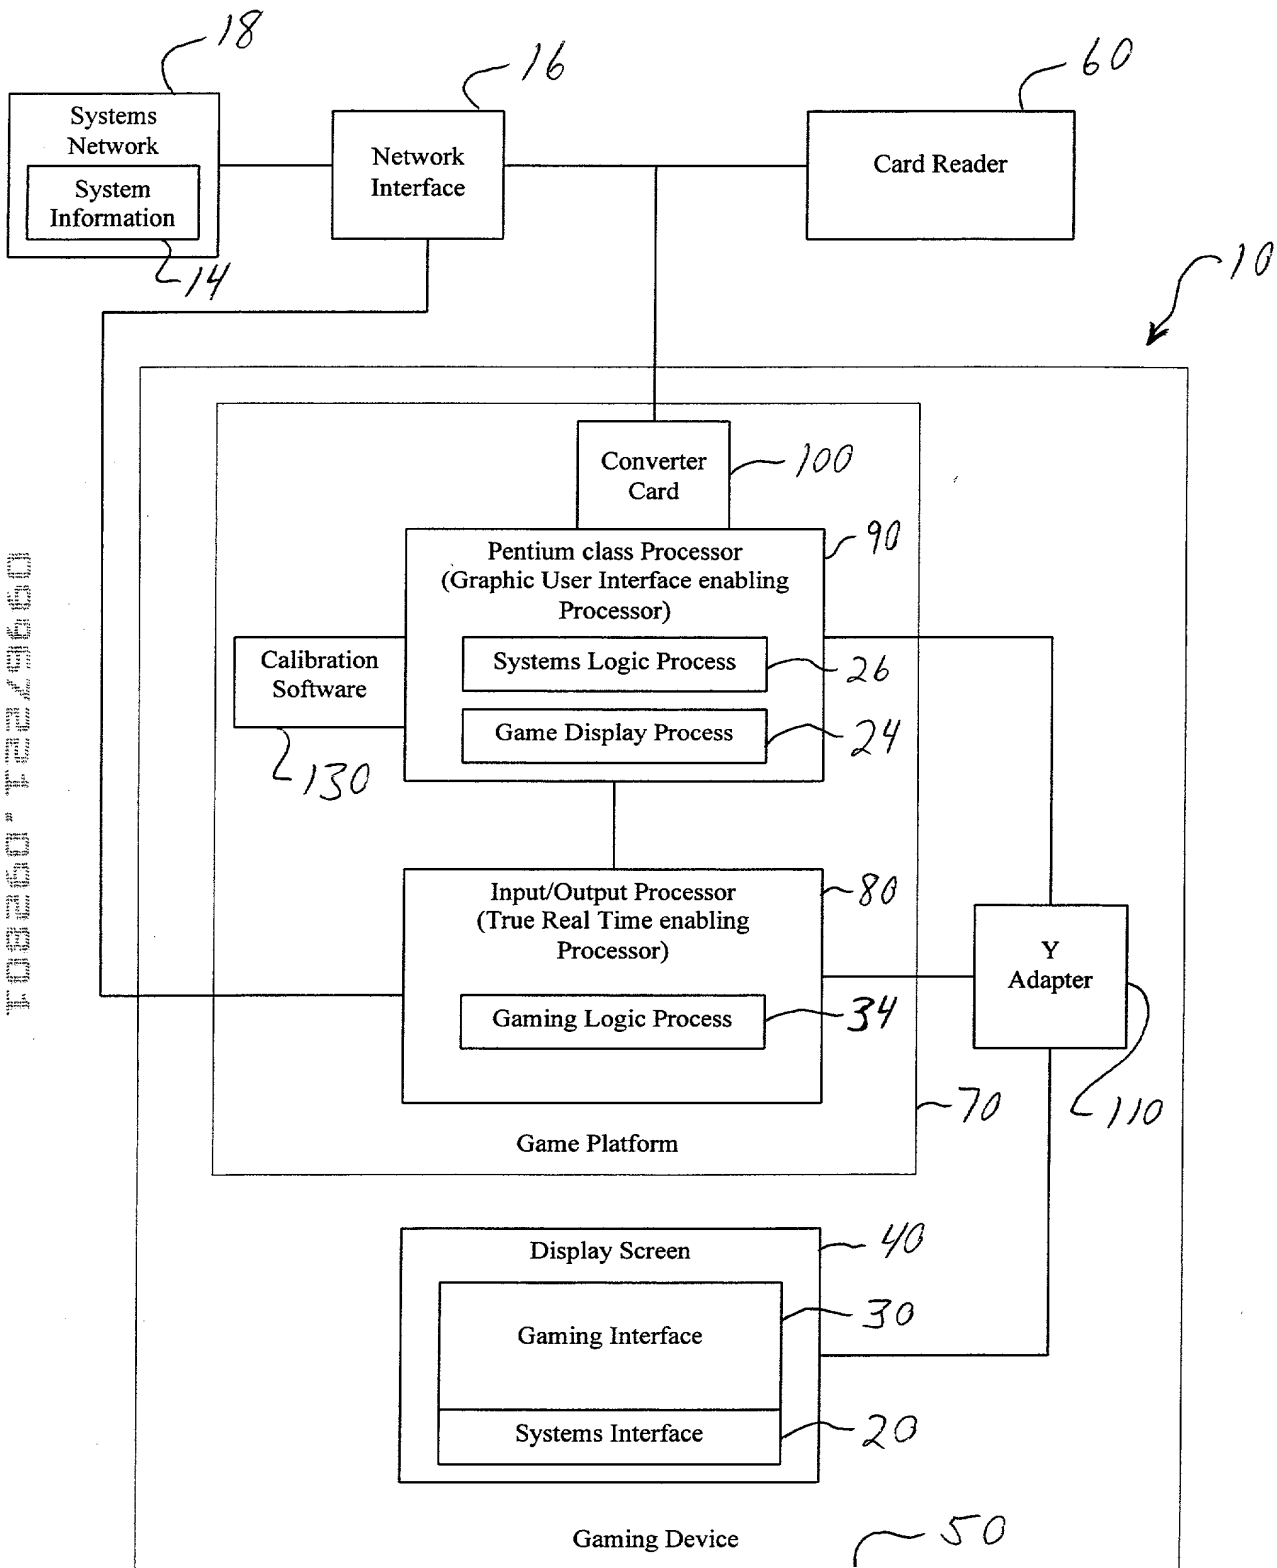 18
16
60
Systems
Network
System
Information
14
Network
Interface
Card Reader
10
Converter
Card
100
Pentium class Processor
(Graphic User Interface enabling
Processor)
90
Systems Logic Process
26
Game Display Process
24
Calibration
Software
130
Input/Output Processor
(True Real Time enabling
Processor)
80
Gaming Logic Process
34
Y
Adapter
110
70
Game Platform
Display Screen
40
Gaming Interface
30
Systems Interface
20
Gaming Device
50